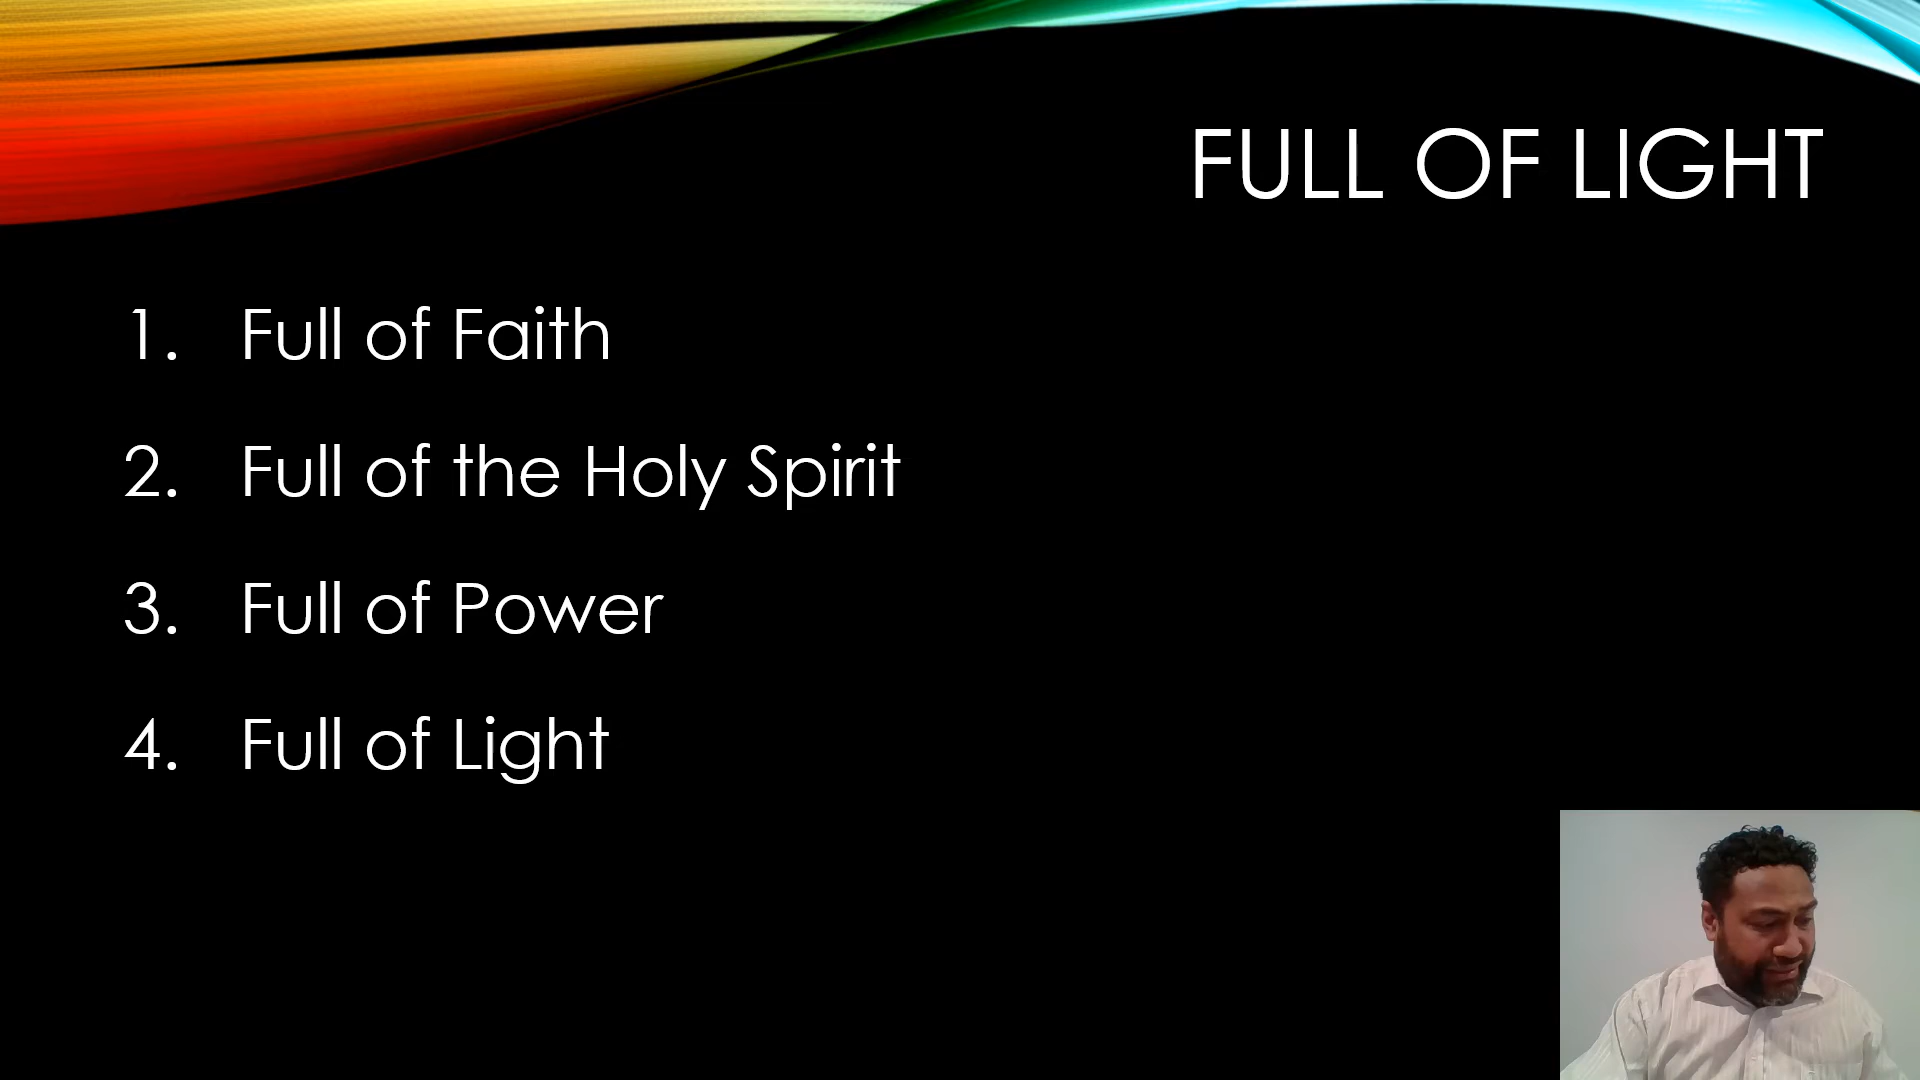 FULL OF LIGHT
1. Full of Faith
2. Full of the Holy Spirit
3. Full of Power
4. Full of Light